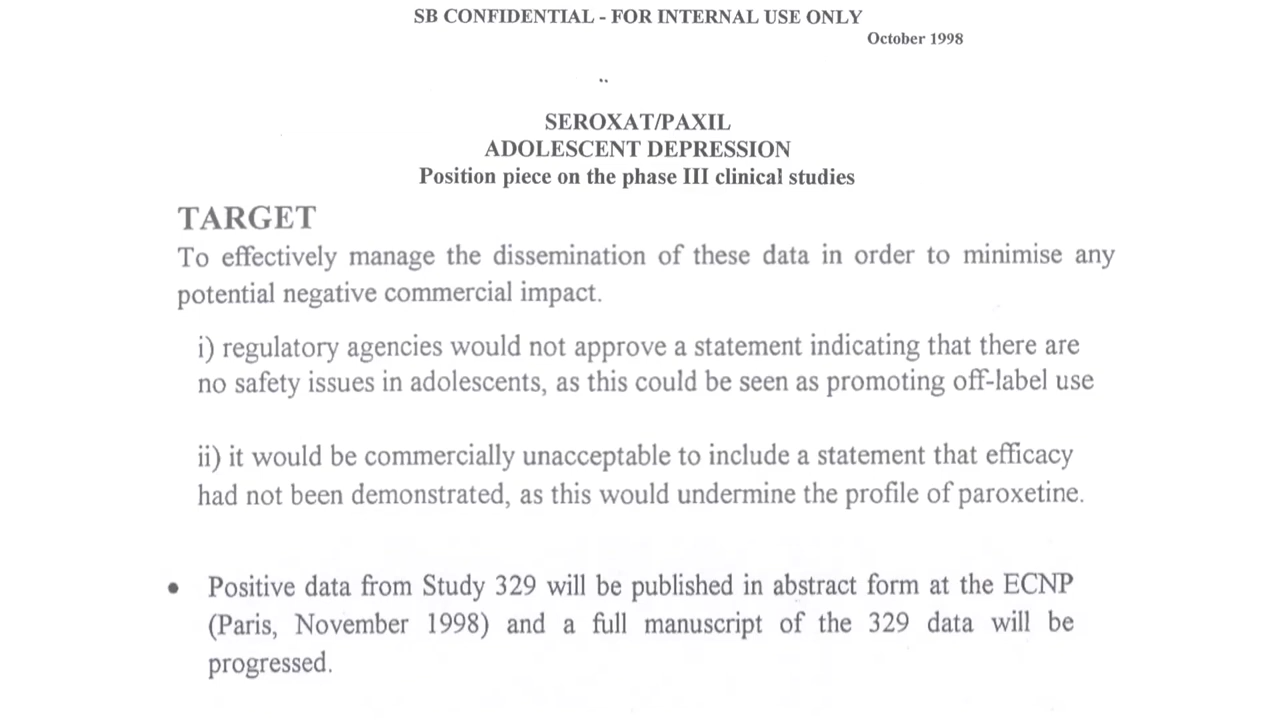 SB CONFIDENTIAL - FOR INTERNAL USE ONLY
October 1998
SEROXAT/PAXIL
ADOLESCENT DEPRESSION
Position piece on the phase III clinical studies
TARGET
To effectively manage the dissemination of these data in order to minimise any
potential negative commercial impact.
i) regulatory agencies would not approve a statement indicating that there are
no safety issues in adolescents, as this could be seen as promoting off-label use
ii) it would be commercially unacceptable to include a statement that efficacy
had not been demonstrated, as this would undermine the profile of paroxetine.
• Positive data from Study 329 will be published in abstract form at the ECNP
(Paris, November 1998) and a full manuscript of the 329 data will be
progressed.